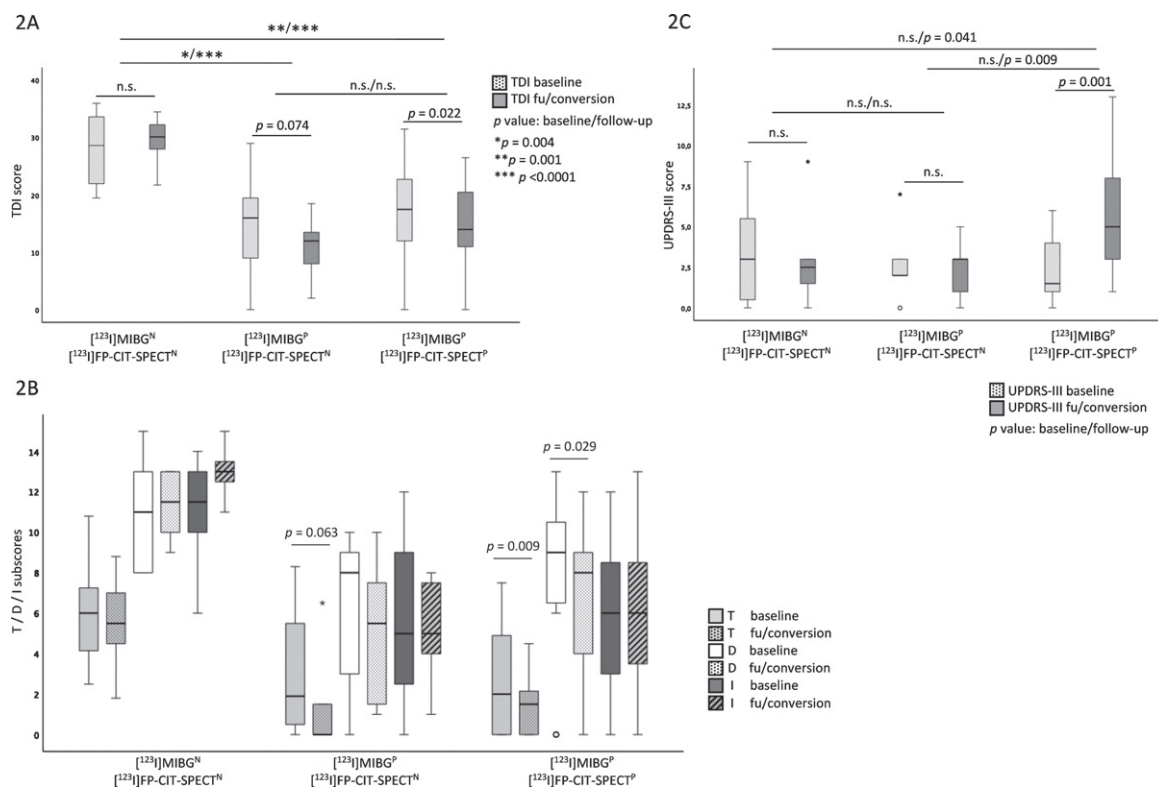 2A
**/***
*/***
n.s.
n.s./n.s.
p = 0.074
p = 0.022
TDI score
40
30
20
10
0
[¹²³I]MIBGᴺ
[¹²³I]FP-CIT-SPECTᴺ
[¹²³I]MIBGᴾ
[¹²³I]FP-CIT-SPECTᴺ
[¹²³I]MIBGᴾ
[¹²³I]FP-CIT-SPECTᴾ
TDI baseline
TDI fu/conversion
p value: baseline/follow-up
*p = 0.004
**p = 0.001
*** p <0.0001
2C
n.s./p = 0.041
n.s./p = 0.009
p = 0.001
n.s./n.s.
n.s.
n.s.
UPDRS-III score
12,5
10,0
7,5
5,0
2,5
0,0
[¹²³I]MIBGᴺ
[¹²³I]FP-CIT-SPECTᴺ
[¹²³I]MIBGᴾ
[¹²³I]FP-CIT-SPECTᴺ
[¹²³I]MIBGᴾ
[¹²³I]FP-CIT-SPECTᴾ
UPDRS-III baseline
UPDRS-III fu/conversion
p value: baseline/follow-up
2B
p = 0.063
p = 0.029
p = 0.009
T / D / I subscores
14
12
10
8
6
4
2
0
[¹²³I]MIBGᴺ
[¹²³I]FP-CIT-SPECTᴺ
[¹²³I]MIBGᴾ
[¹²³I]FP-CIT-SPECTᴺ
[¹²³I]MIBGᴾ
[¹²³I]FP-CIT-SPECTᴾ
T baseline
T fu/conversion
D baseline
D fu/conversion
I baseline
I fu/conversion